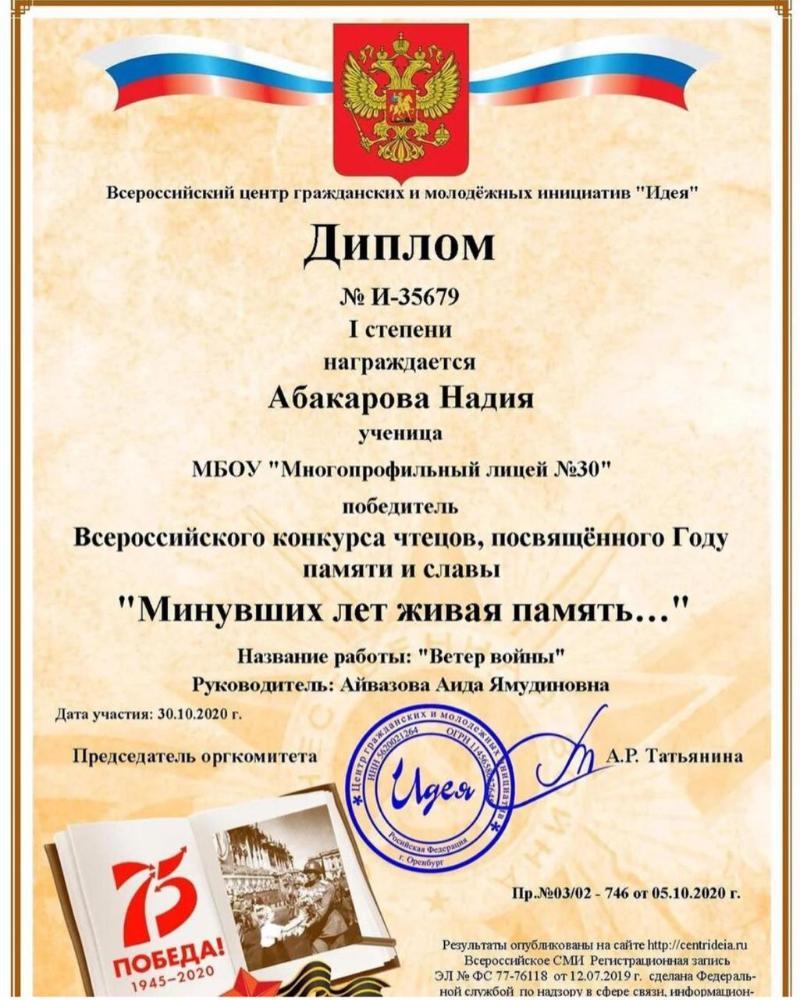 Всероссийский центр гражданских и молодёжных инициатив "Идея"
Диплом
№ И-35679
I степени
награждается
Абакарова Надия
ученица
МБОУ "Многопрофильный лицей №30"
победитель
Всероссийского конкурса чтецов, посвящённого Году
памяти и славы
"Минувших лет живая память…"
Название работы: "Ветер войны"
Руководитель: Айвазова Аида Ямудиновна
Дата участия: 30.10.2020 г.
Председатель оргкомитета
А.Р. Татьянина
Центр гражданских и молодежных инициатив
ИНН 5620021264
ОГРН
Идея
Российская Федерация
г. Оренбург
75
ПОБЕДА!
1945–2020
Пр.№03/02 - 746 от 05.10.2020 г.
Результаты опубликованы на сайте http://centrideia.ru
Всероссийское СМИ Регистрационная запись
ЭЛ № ФС 77-76118 от 12.07.2019 г. сделана Федераль-
ной службой по надзору в сфере связи, информацион-